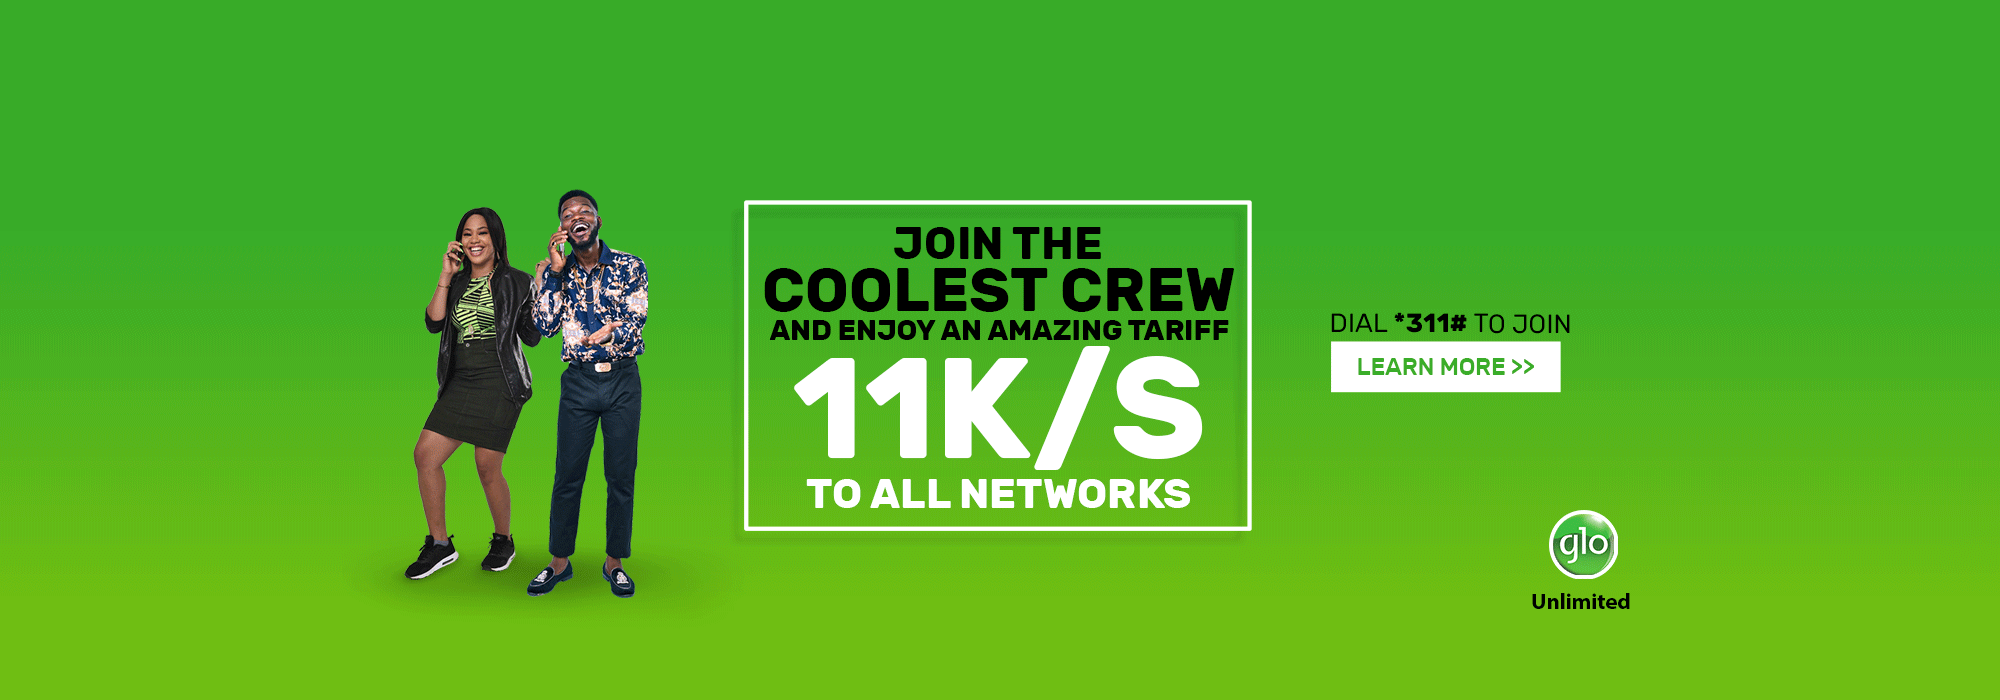 JOIN THE
COOLEST CREW
AND ENJOY AN AMAZING TARIFF
11K/S
TO ALL NETWORKS
DIAL *311# TO JOIN
LEARN MORE >>
glo
Unlimited